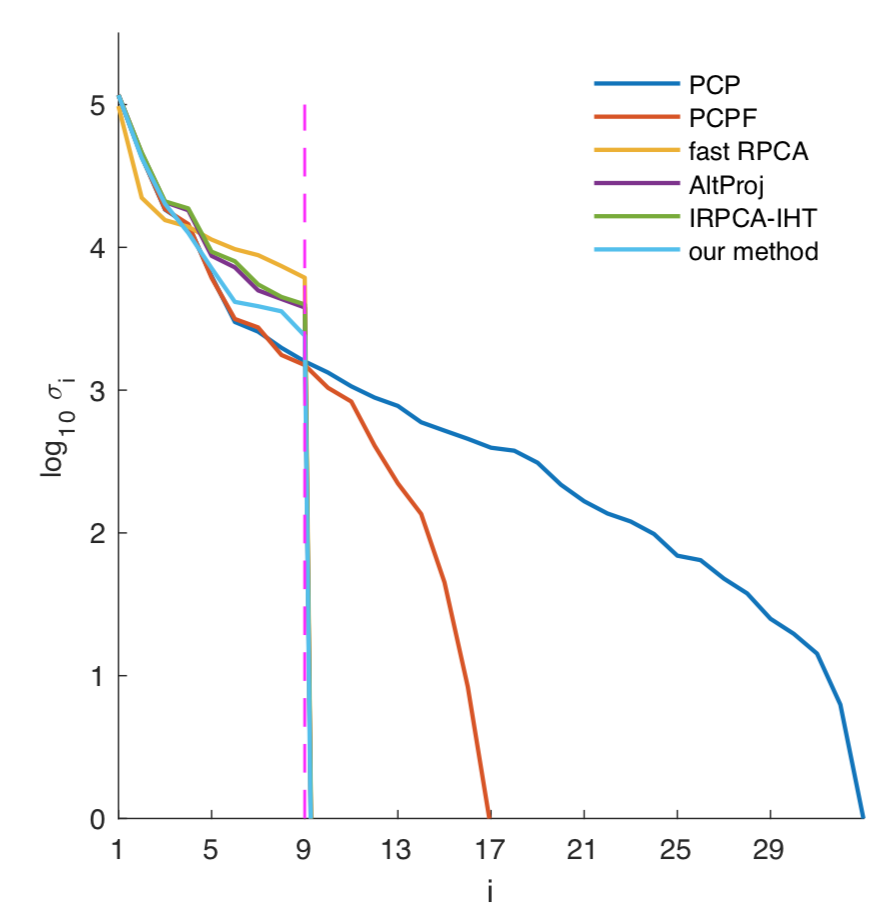 PCP
PCPF
fast RPCA
AltProj
IRPCA-IHT
our method
5
4
3
2
1
0
log₁₀ σᵢ
1 5 9 13 17 21 25 29
i